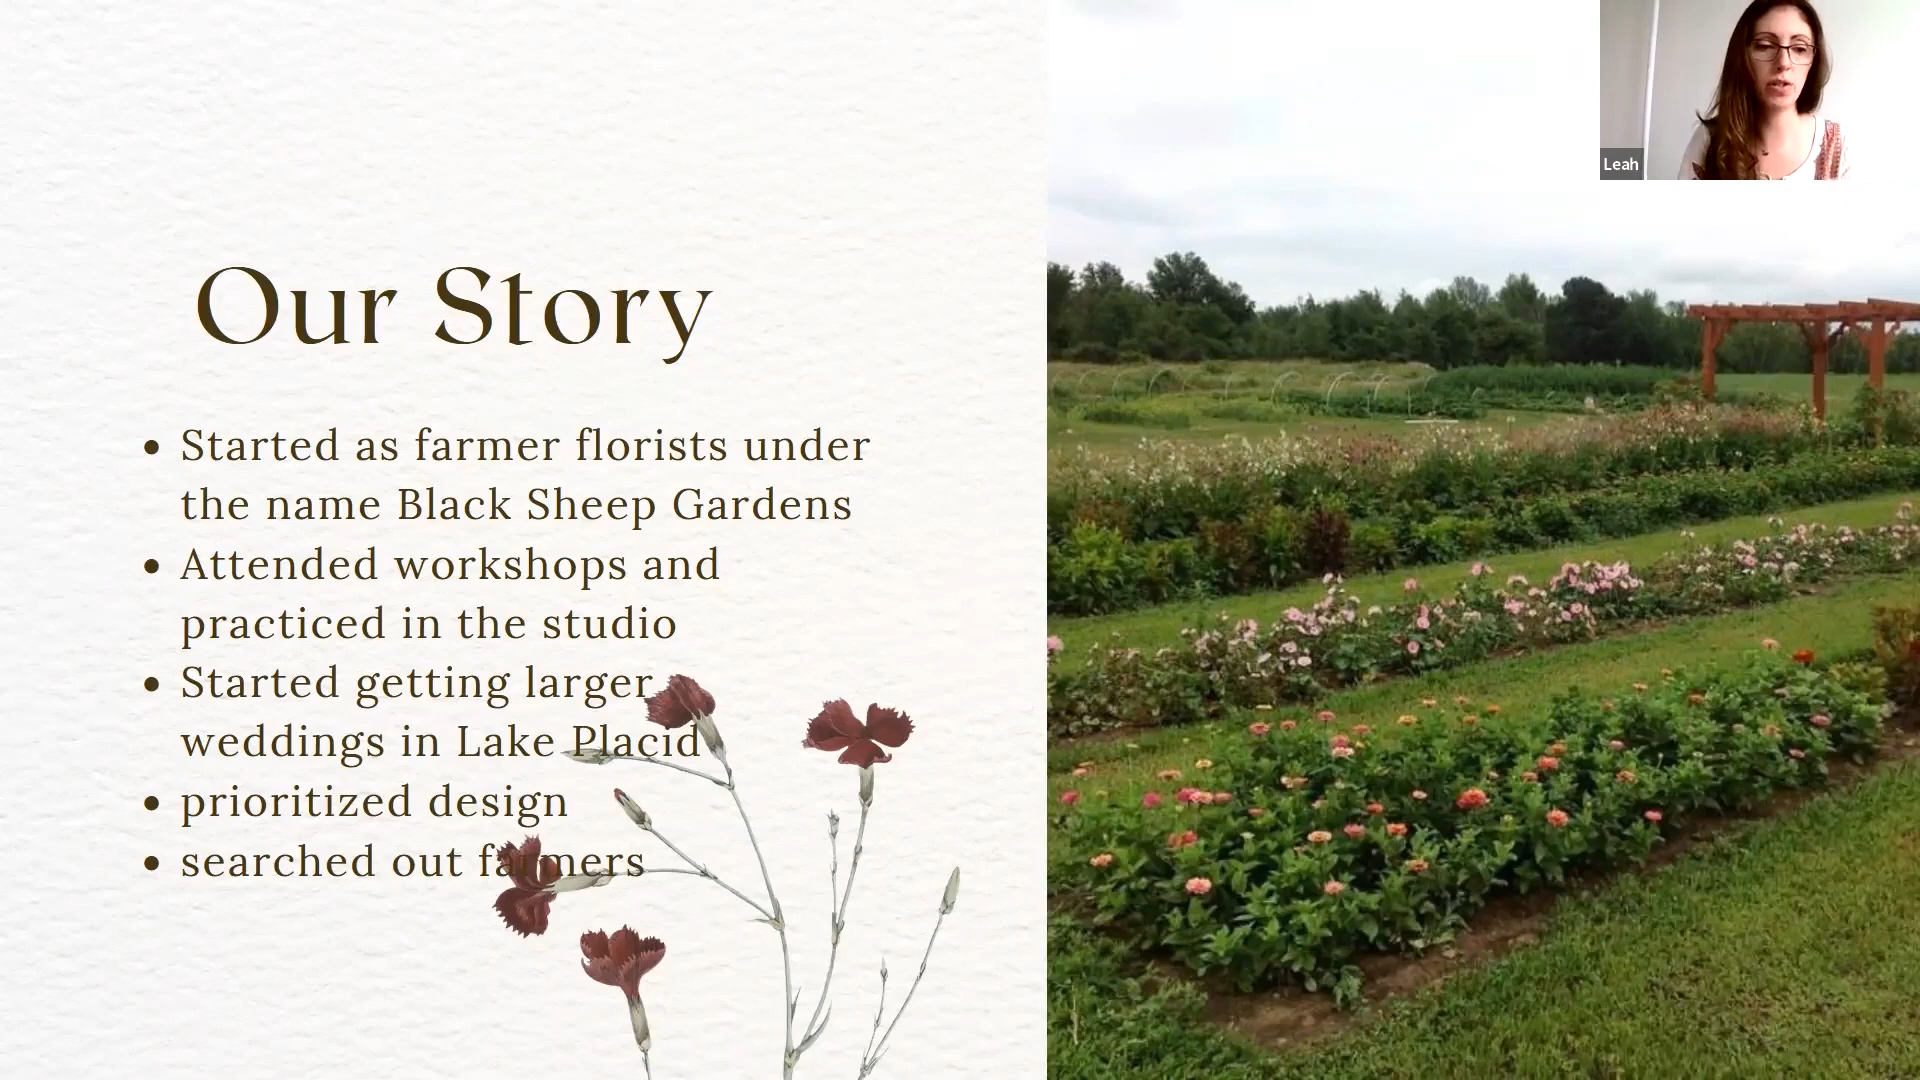 Leah
Our Story
• Started as farmer florists under
the name Black Sheep Gardens
• Attended workshops and
practiced in the studio
• Started getting larger
weddings in Lake Placid
• prioritized design
• searched out farmers